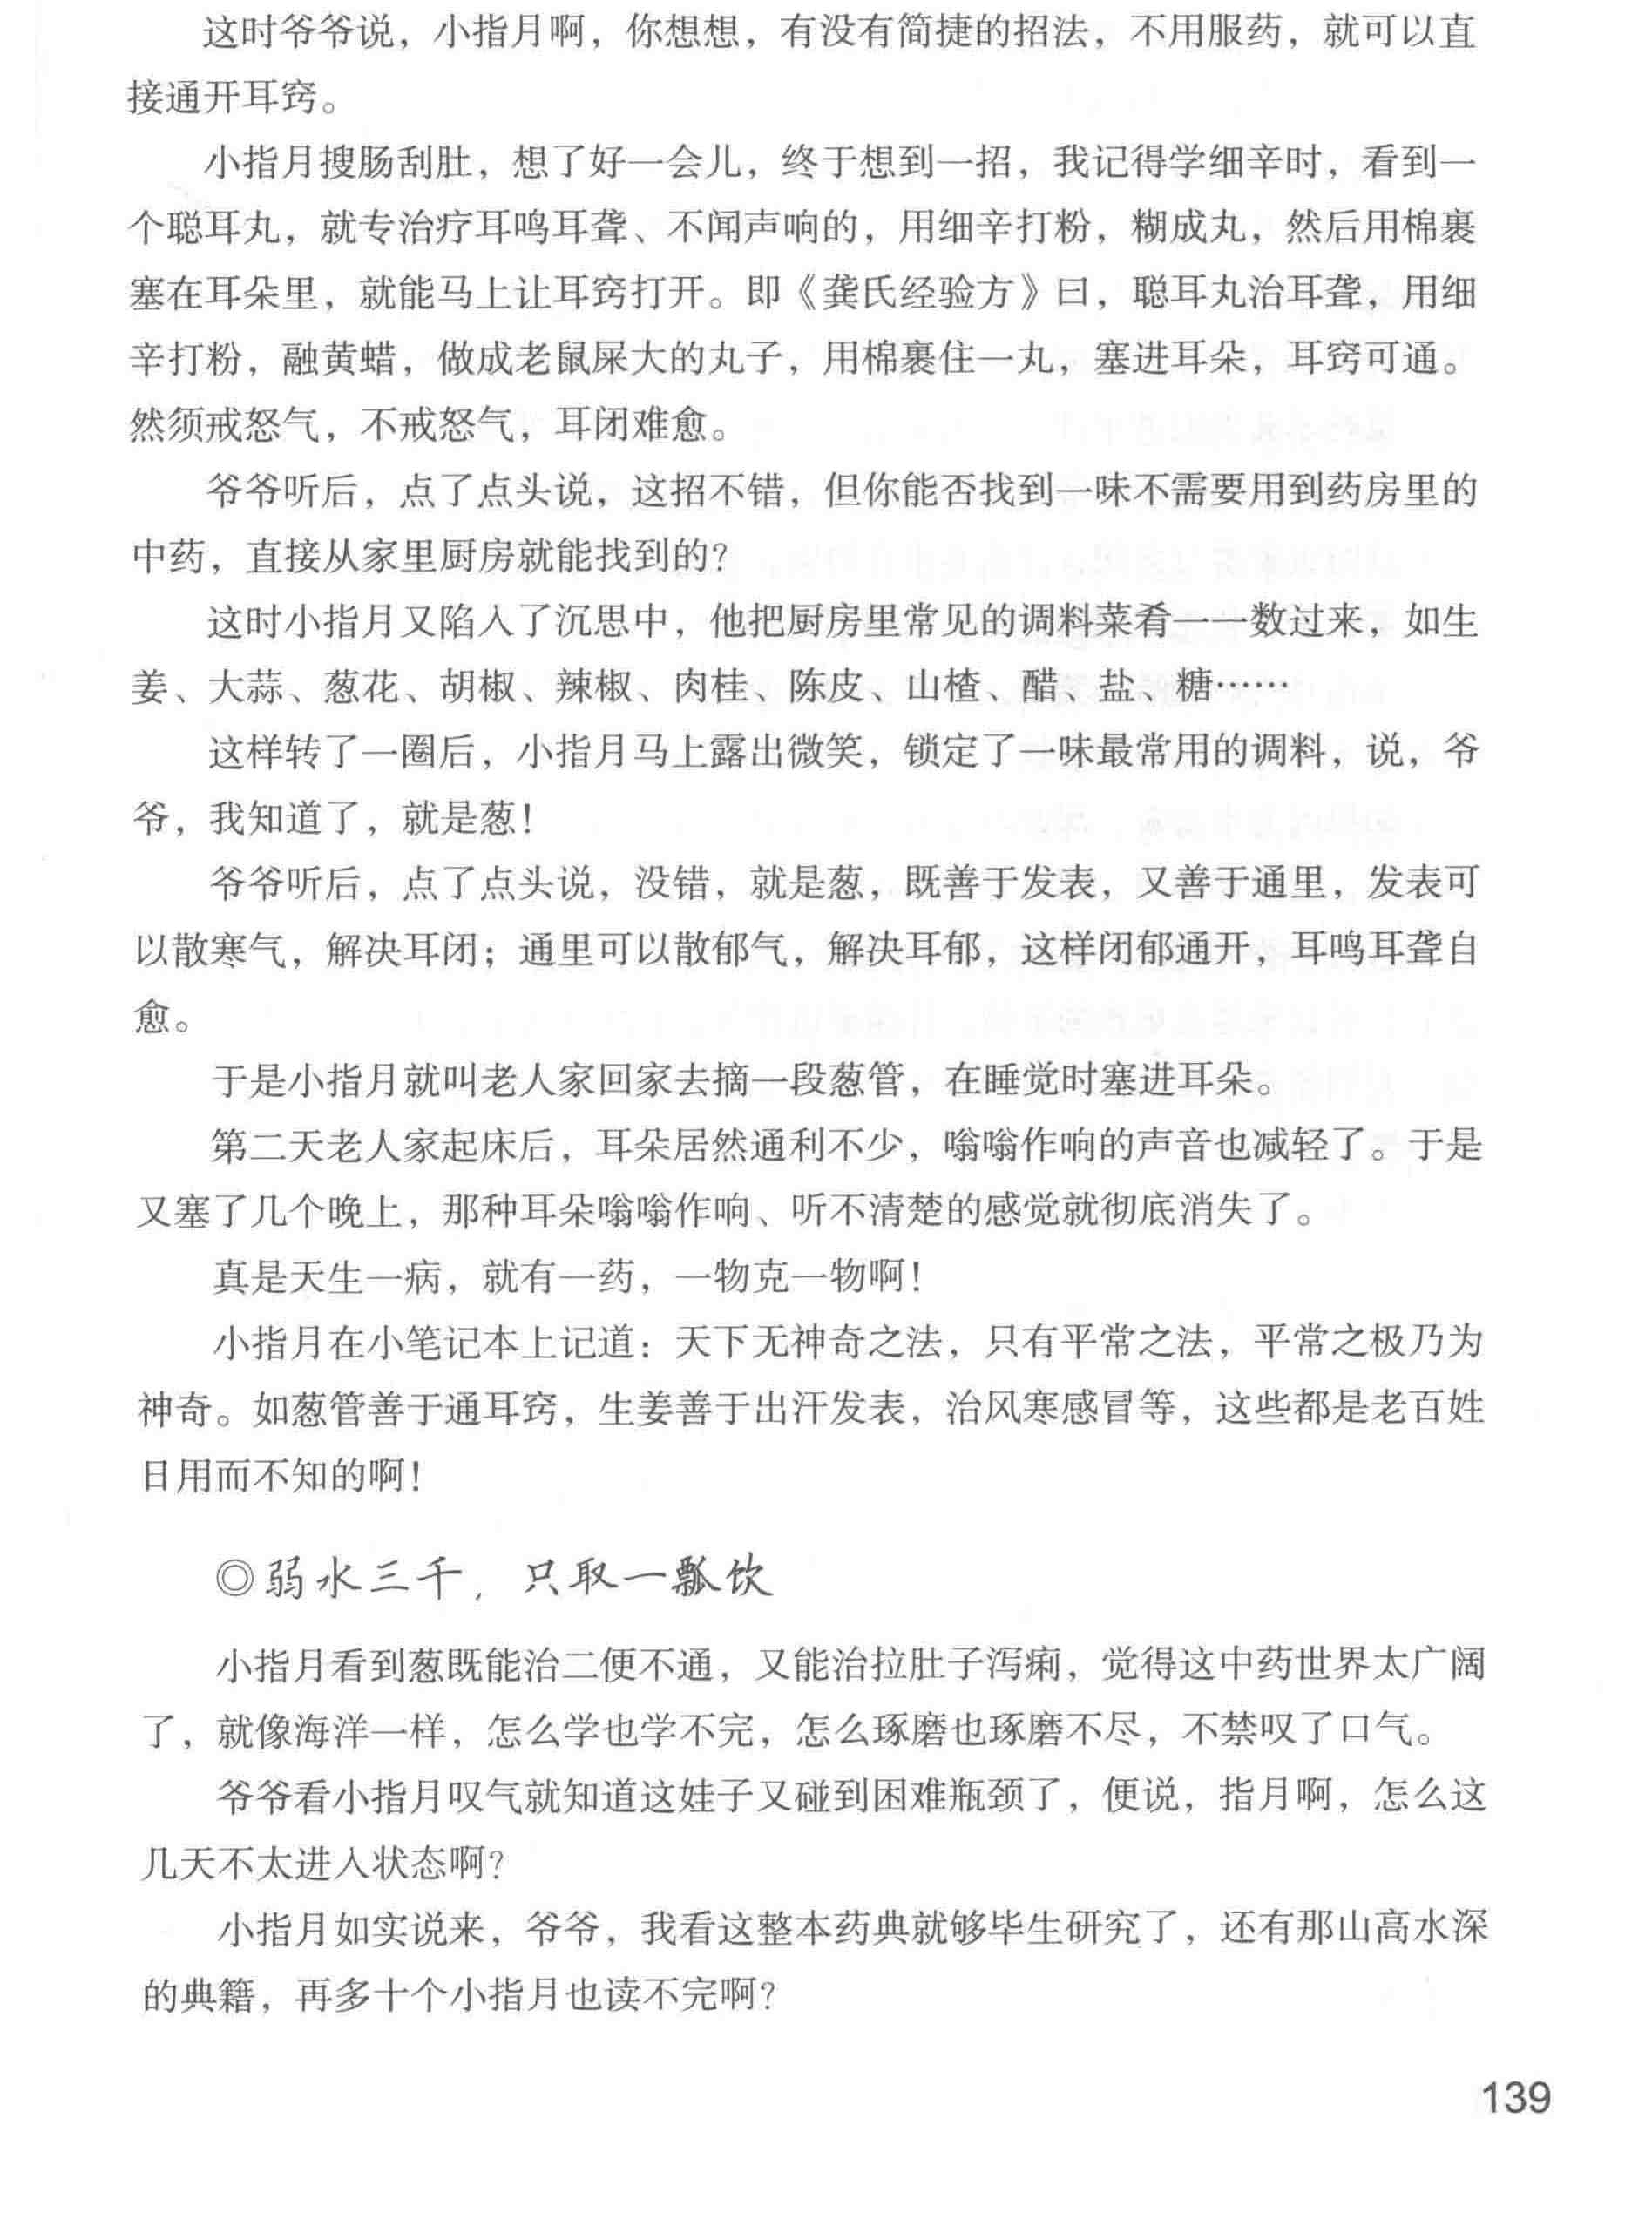 这时爷爷说，小指月啊，你想想，有没有简捷的招法，不用服药，就可以直
接通开耳窍。
小指月搜肠刮肚，想了好一会儿，终于想到一招，我记得学细辛时，看到一
个聪耳丸，就专治疗耳鸣耳聋、不闻声响的，用细辛打粉，糊成丸，然后用棉裹
塞在耳朵里，就能马上让耳窍打开。即《龚氏经验方》曰，聪耳丸治耳聋，用细
辛打粉，融黄蜡，做成老鼠屎大的丸子，用棉裹住一丸，塞进耳朵，耳窍可通。
然须戒怒气，不戒怒气，耳闭难愈。
爷爷听后，点了点头说，这招不错，但你能否找到一味不需要用到药房里的
中药，直接从家里厨房就能找到的？
这时小指月又陷入了沉思中，他把厨房里常见的调料菜肴一一数过来，如生
姜、大蒜、葱花、胡椒、辣椒、肉桂、陈皮、山楂、醋、盐、糖……
这样转了一圈后，小指月马上露出微笑，锁定了一味最常用的调料，说，爷
爷，我知道了，就是葱！
爷爷听后，点了点头说，没错，就是葱，既善于发表，又善于通里，发表可
以散寒气，解决耳闭；通里可以散郁气，解决耳郁，这样闭郁通开，耳鸣耳聋自
愈。
于是小指月就叫老人家回家去摘一段葱管，在睡觉时塞进耳朵。
第二天老人家起床后，耳朵居然通利不少，嗡嗡作响的声音也减轻了。于是
又塞了几个晚上，那种耳朵嗡嗡作响、听不清楚的感觉就彻底消失了。
真是天生一病，就有一药，一物克一物啊！
小指月在小笔记本上记道：天下无神奇之法，只有平常之法，平常之极乃为
神奇。如葱管善于通耳窍，生姜善于出汗发表，治风寒感冒等，这些都是老百姓
日用而不知的啊！
◎弱水三千，只取一瓢饮
小指月看到葱既能治二便不通，又能治拉肚子泻痢，觉得这中药世界太广阔
了，就像海洋一样，怎么学也学不完，怎么琢磨也琢磨不尽，不禁叹了口气。
爷爷看小指月叹气就知道这娃子又碰到困难瓶颈了，便说，指月啊，怎么这
几天不太进入状态啊？
小指月如实说来，爷爷，我看这整本药典就够毕生研究了，还有那山高水深
的典籍，再多十个小指月也读不完啊？
139